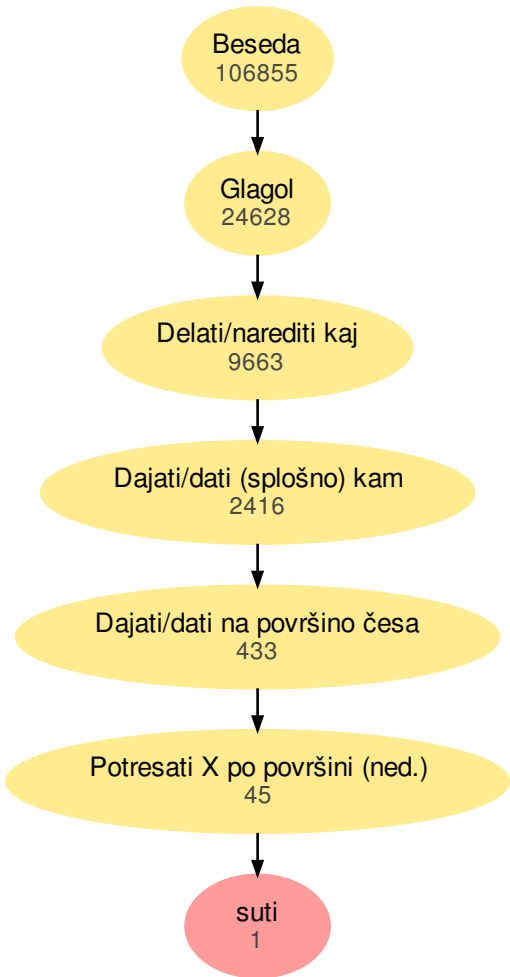 Beseda
106855
Glagol
24628
Delati/narediti kaj
9663
Dajati/dati (splošno) kam
2416
Dajati/dati na površino česa
433
Potresati X po površini (ned.)
45
suti
1